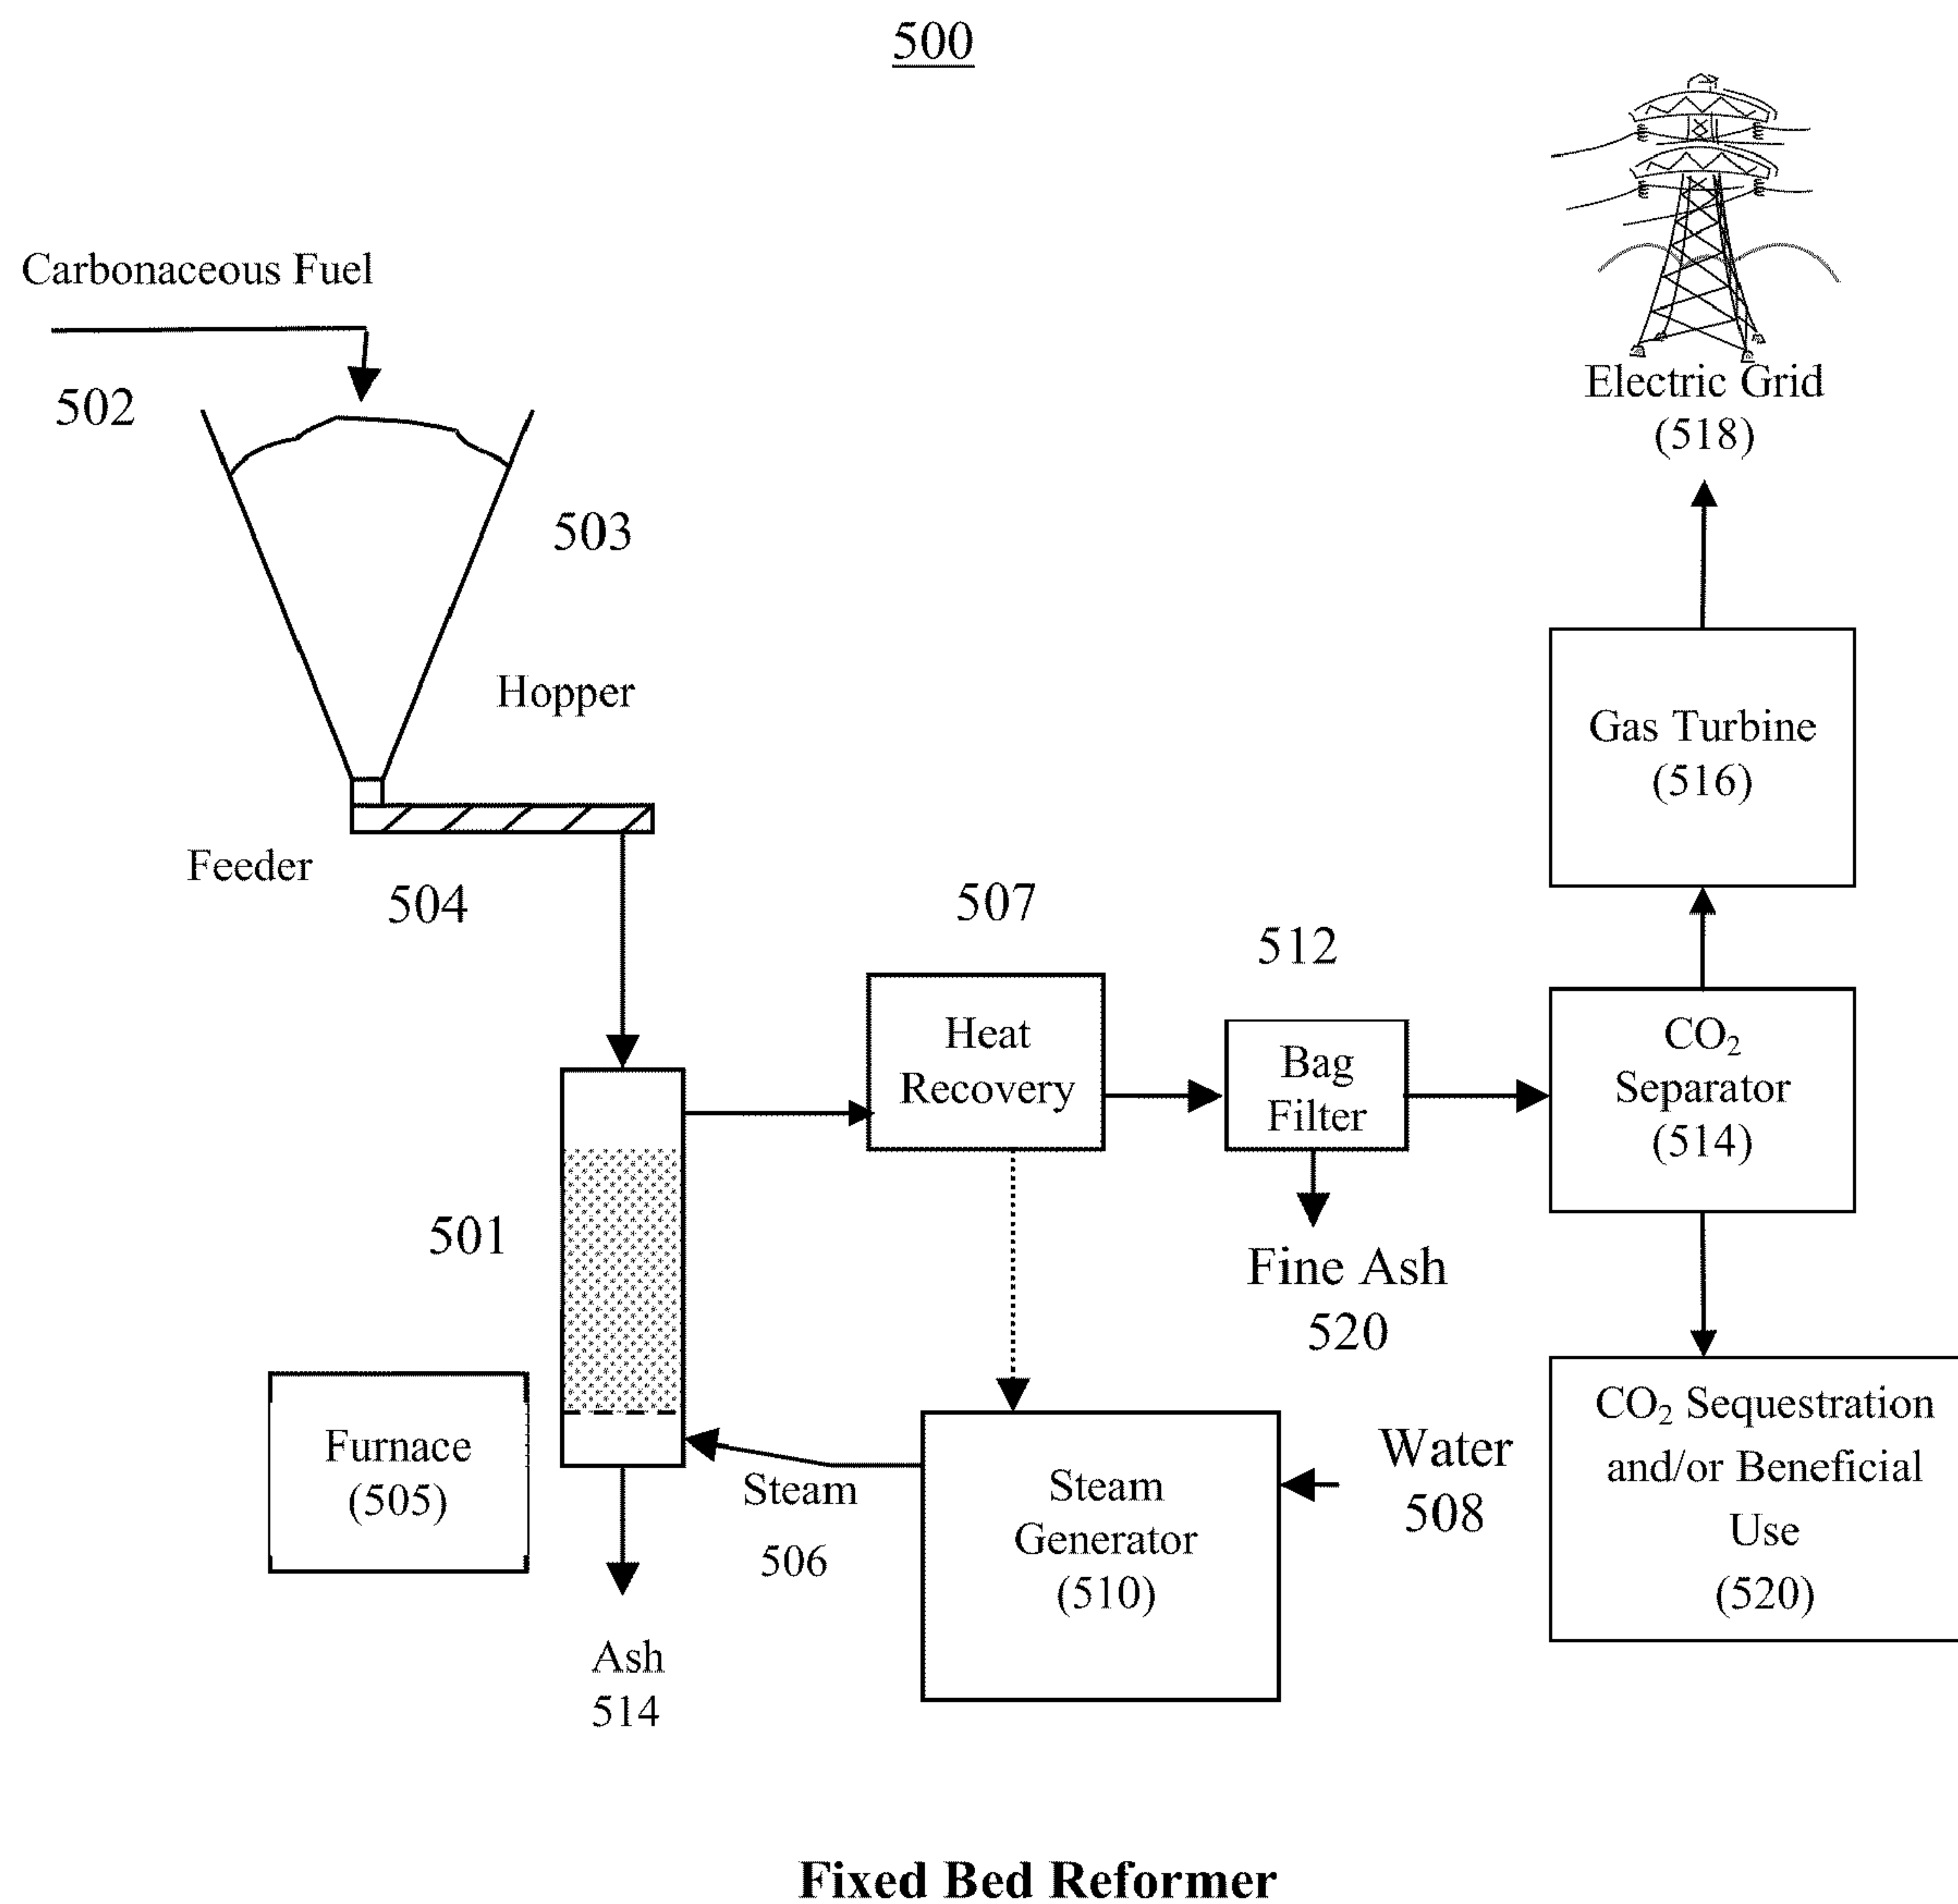 500
Carbonaceous Fuel
502
503
Hopper
Feeder
504
Electric Grid
(518)
Gas Turbine
(516)
507
512
Heat
Recovery
Bag
Filter
CO₂
Separator
(514)
501
Fine Ash
520
Furnace
(505)
Steam
506
Steam
Generator
(510)
Water
508
CO₂ Sequestration
and/or Beneficial
Use
(520)
Ash
514
Fixed Bed Reformer